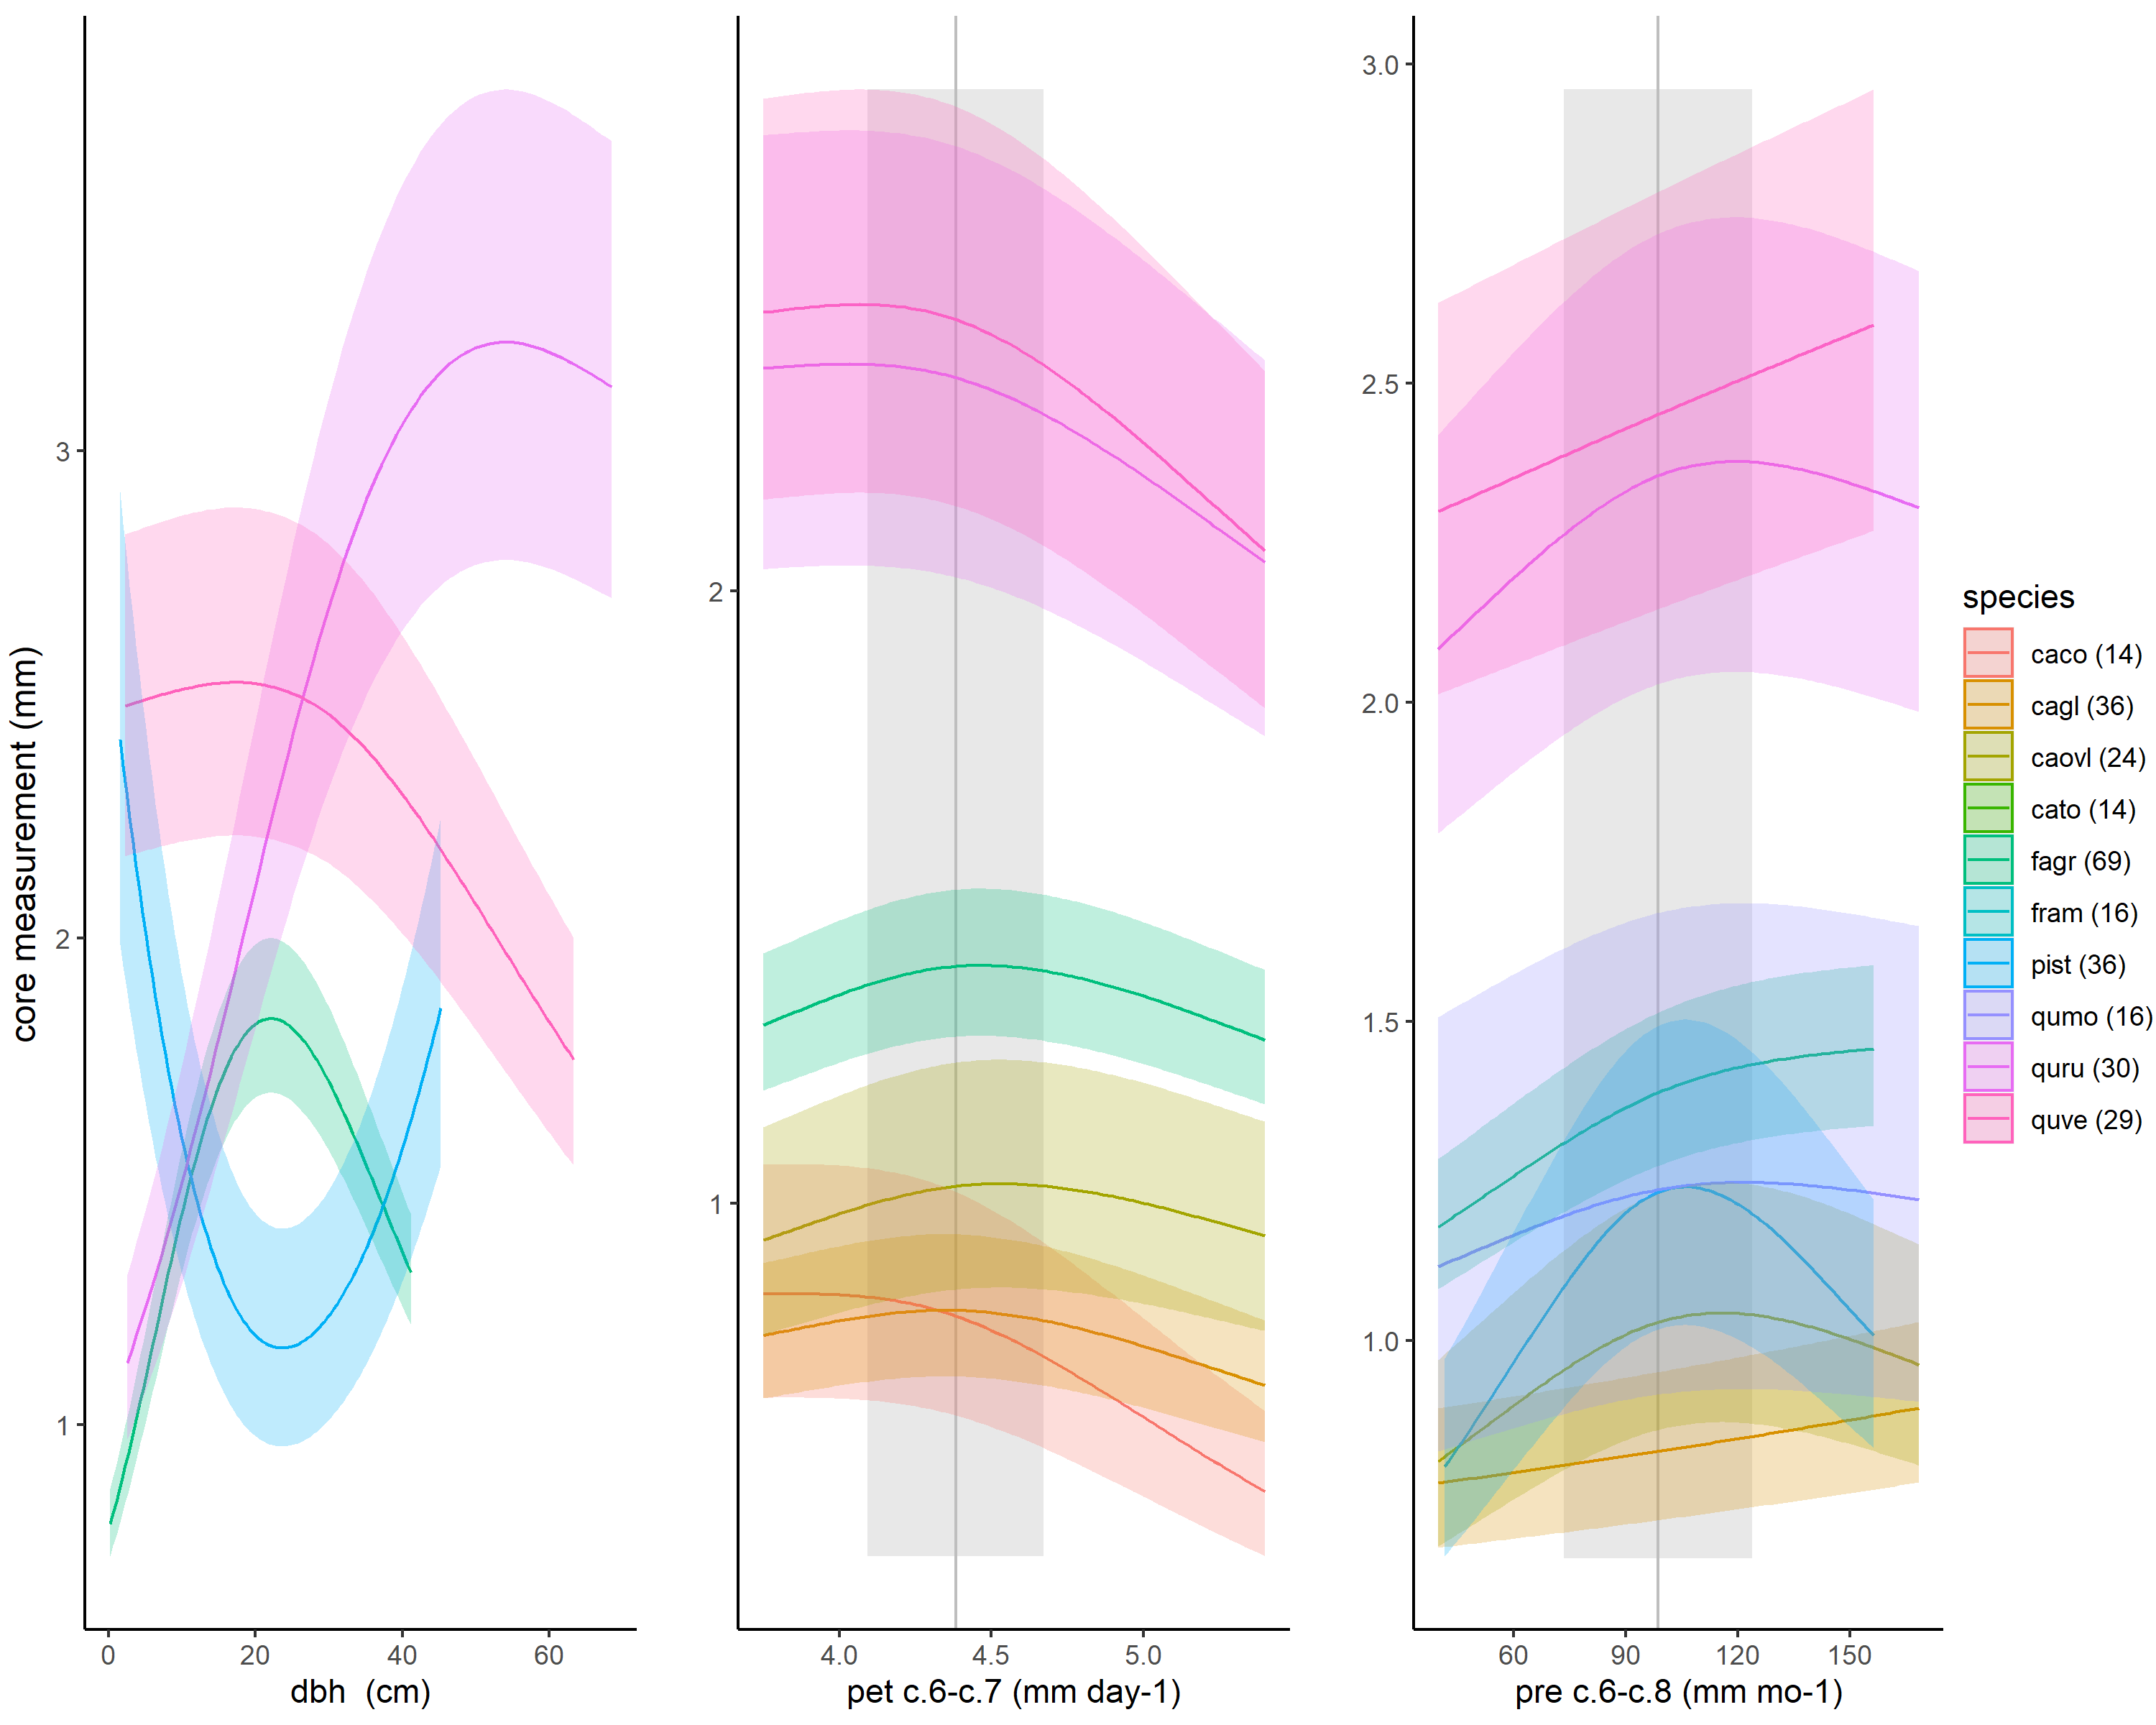 core measurement (mm)
3
2
1
0
20
40
60
dbh  (cm)
2
1
4.0
4.5
5.0
pet c.6-c.7 (mm day-1)
3.0
2.5
2.0
1.5
1.0
60
90
120
150
pre c.6-c.8 (mm mo-1)
species
caco (14)
cagl (36)
caovl (24)
cato (14)
fagr (69)
fram (16)
pist (36)
qumo (16)
quru (30)
quve (29)